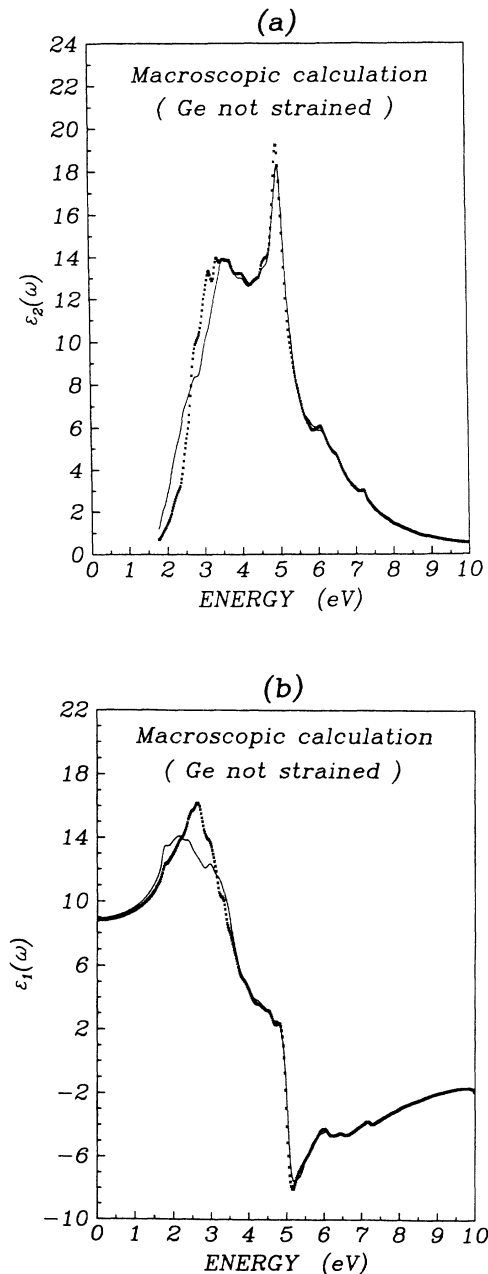 (a)
24
22
20
18
16
14
12
10
8
6
4
2
0
Macroscopic calculation
( Ge not strained )
ε₂(ω)
0 1 2 3 4 5 6 7 8 9 10
ENERGY (eV)
(b)
22
18
14
10
6
2
−2
−6
−10
Macroscopic calculation
( Ge not strained )
ε₁(ω)
0 1 2 3 4 5 6 7 8 9 10
ENERGY (eV)